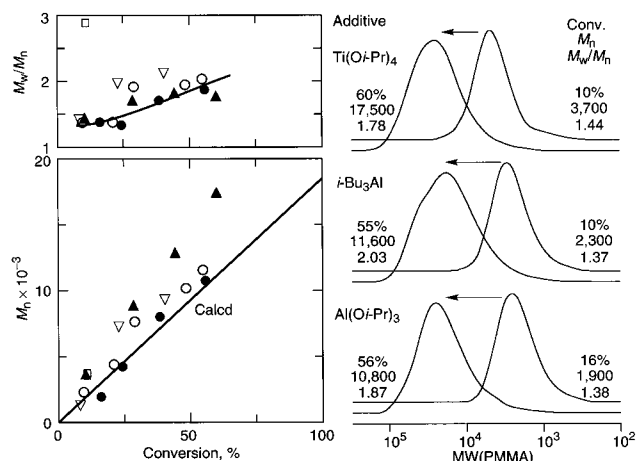 3
2
1
Mw/Mn
20
10
0
Mn × 10⁻³
Calcd
0
50
100
Conversion, %
Additive
Conv.
Mn
Mw/Mn
Ti(Oi-Pr)4
60%
17,500
1.78
10%
3,700
1.44
i-Bu3Al
55%
11,600
2.03
10%
2,300
1.37
Al(Oi-Pr)3
56%
10,800
1.87
16%
1,900
1.38
10⁵
10⁴
10³
10²
MW(PMMA)